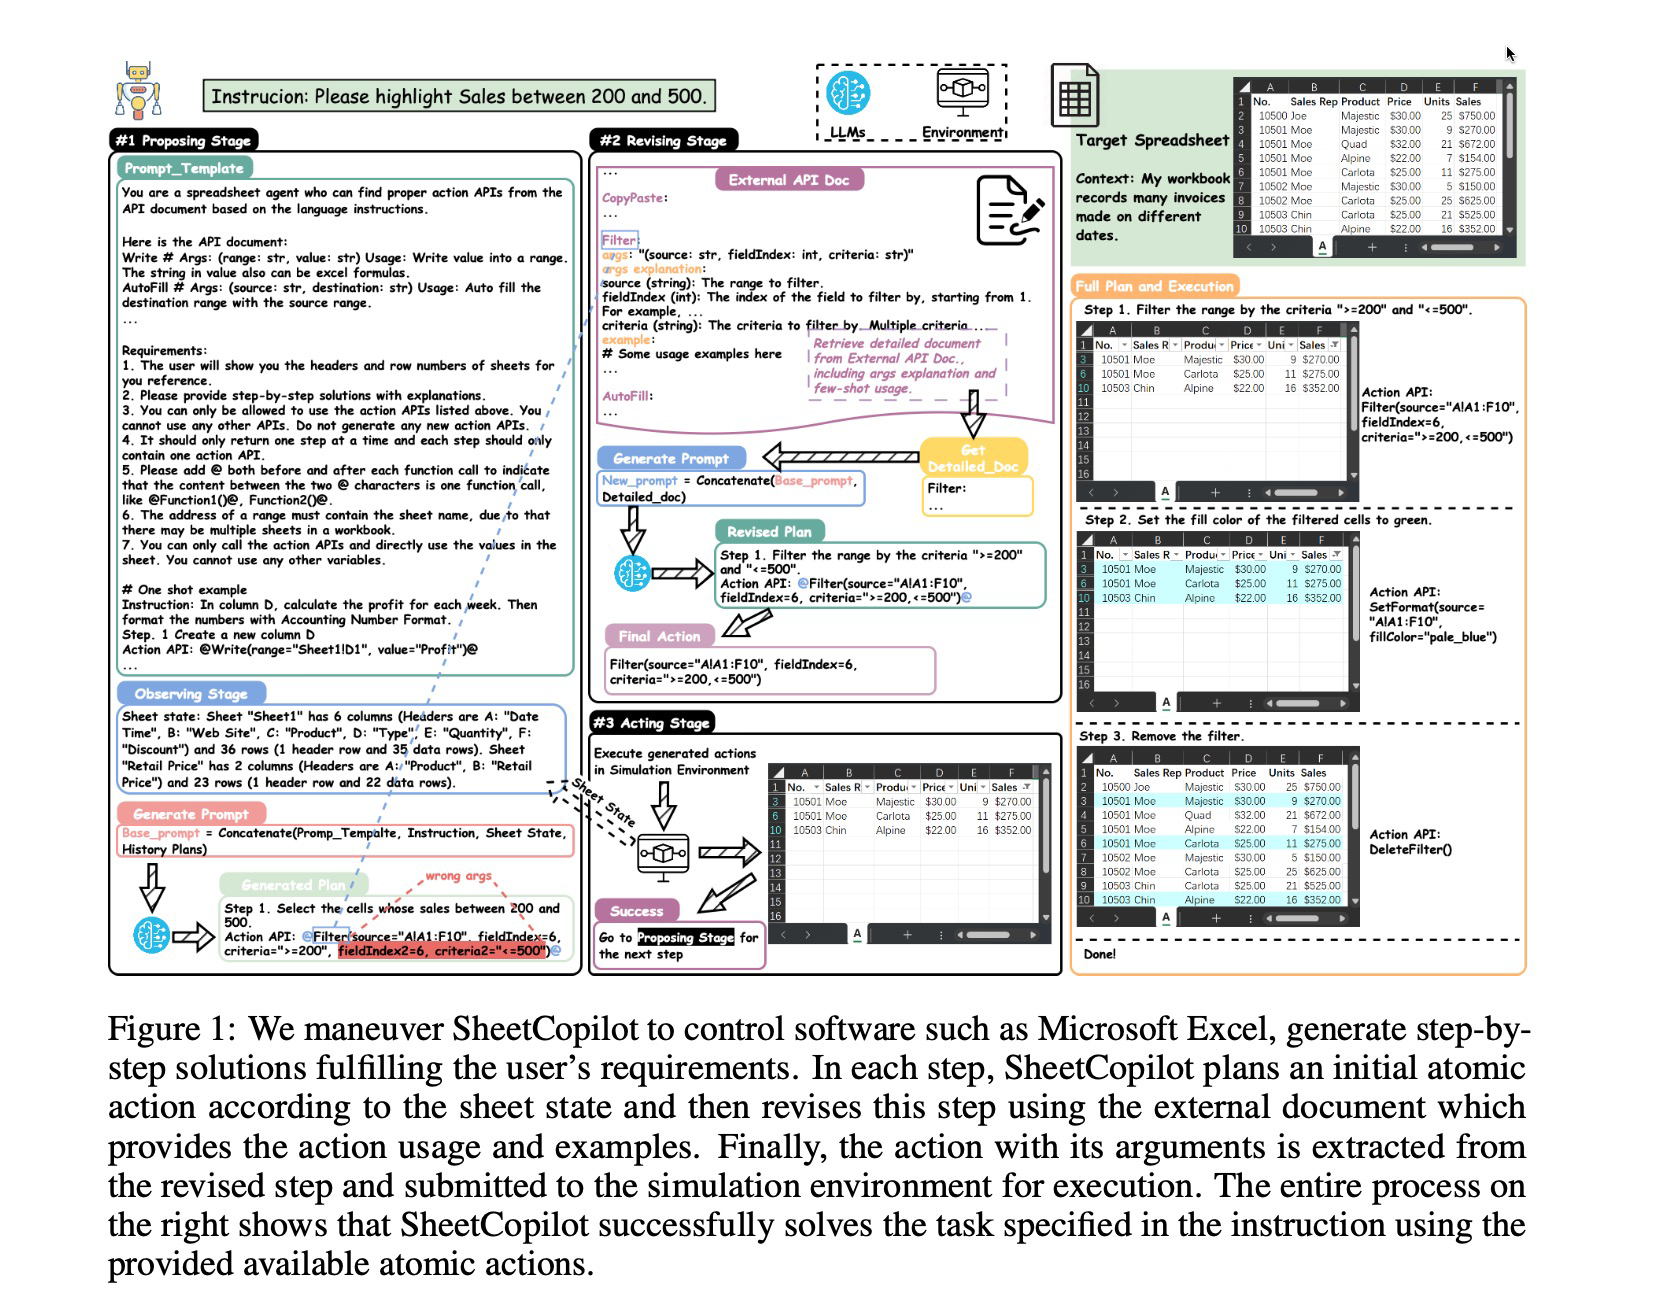 Instrucion: Please highlight Sales between 200 and 500.
LLMs
Environment
#1 Proposing Stage
Prompt_Template
You are a spreadsheet agent who can find proper action APIs from the
API document based on the language instructions.
Here is the API document:
Write # Args: (range: str, value: str) Usage: Write value into a range.
The string in value also can be excel formulas.
AutoFill # Args: (source: str, destination: str) Usage: Auto fill the
destination range with the source range.
...
Requirements:
1. The user will show you the headers and row numbers of sheets for
you reference.
2. Please provide step-by-step solutions with explanations.
3. You can only be allowed to use the action APIs listed above. You
cannot use any other APIs. Do not generate any new action APIs.
4. It should only return one step at a time and each step should only
contain one action API.
5. Please add @ both before and after each function call to indicate
that the content between the two @ characters is one function call,
like @Function1()@, Function2()@.
6. The address of a range must contain the sheet name, due to that
there may be multiple sheets in a workbook.
7. You can only call the action APIs and directly use the values in the
sheet. You cannot use any other variables.
# One shot example
Instruction: In column D, calculate the profit for each week. Then
format the numbers with Accounting Number Format.
Step. 1 Create a new column D
Action API: @Write(range="Sheet1!D1", value="Profit")@
...
Observing Stage
Sheet state: Sheet "Sheet1" has 6 columns (Headers are A: "Date
Time", B: "Web Site", C: "Product", D: "Type", E: "Quantity", F:
"Discount") and 36 rows (1 header row and 35 data rows). Sheet
"Retail Price" has 2 columns (Headers are A: "Product", B: "Retail
Price") and 23 rows (1 header row and 22 data rows).
Generate Prompt
Base_prompt = Concatenate(Promp_Tempalte, Instruction, Sheet State,
History Plans)
Generated Plan
wrong args
Step 1. Select the cells whose sales between 200 and
500.
Action API: @Filter(source="A!A1:F10", fieldIndex=6,
criteria=">=200", fieldIndex2=6, criteria2="<=500")@
#2 Revising Stage
External API Doc
...
CopyPaste:
...
Filter:
args: "(source: str, fieldIndex: int, criteria: str)"
args explanation:
source (string): The range to filter.
fieldIndex (int): The index of the field to filter by, starting from 1.
For example, ...
criteria (string): The criteria to filter by. Multiple criteria ...
example:
# Some usage examples here
...
AutoFill:
...
Retrieve detailed document
from External API Doc.,
including args explanation and
few-shot usage.
Get
Detailed_Doc
Filter:
...
Generate Prompt
New_prompt = Concatenate(Base_prompt,
Detailed_doc)
Revised Plan
Step 1. Filter the range by the criteria ">=200"
and "<=500".
Action API: @Filter(source="A!A1:F10",
fieldIndex=6, criteria=">=200,<=500")@
Final Action
Filter(source="A!A1:F10", fieldIndex=6,
criteria=">=200,<=500")
#3 Acting Stage
Execute generated actions
in Simulation Environment
Sheet State
Success
Go to Proposing Stage for
the next step
A B C D E F
1 No. Sales R Produ Price Uni Sales
3 10501 Moe Majestic $30.00 9 $270.00
6 10501 Moe Carlota $25.00 11 $275.00
10 10503 Chin Alpine $22.00 16 $352.00
11
12
13
14
15
16
A +
Target Spreadsheet
Context: My workbook
records many invoices
made on different
dates.
A B C D E F
1 No. Sales Rep Product Price Units Sales
2 10500 Joe Majestic $30.00 25 $750.00
3 10501 Moe Majestic $30.00 9 $270.00
4 10501 Moe Quad $32.00 21 $672.00
5 10501 Moe Alpine $22.00 7 $154.00
6 10501 Moe Carlota $25.00 11 $275.00
7 10502 Moe Majestic $30.00 5 $150.00
8 10502 Moe Carlota $25.00 25 $625.00
9 10503 Chin Carlota $25.00 21 $525.00
10 10503 Chin Alpine $22.00 16 $352.00
A +
Full Plan and Execution
Step 1. Filter the range by the criteria ">=200" and "<=500".
A B C D E F
1 No. Sales R Produ Price Uni Sales
3 10501 Moe Majestic $30.00 9 $270.00
6 10501 Moe Carlota $25.00 11 $275.00
10 10503 Chin Alpine $22.00 16 $352.00
11
12
13
14
15
16
A +
Action API:
Filter(source="A!A1:F10",
fieldIndex=6,
criteria=">=200,<=500")
Step 2. Set the fill color of the filtered cells to green.
A B C D E F
1 No. Sales R Produ Price Uni Sales
3 10501 Moe Majestic $30.00 9 $270.00
6 10501 Moe Carlota $25.00 11 $275.00
10 10503 Chin Alpine $22.00 16 $352.00
11
12
13
14
15
16
A +
Action API:
SetFormat(source=
"A!A1:F10",
fillColor="pale_blue")
Step 3. Remove the filter.
A B C D E F
1 No. Sales Rep Product Price Units Sales
2 10500 Joe Majestic $30.00 25 $750.00
3 10501 Moe Majestic $30.00 9 $270.00
4 10501 Moe Quad $32.00 21 $672.00
5 10501 Moe Alpine $22.00 7 $154.00
6 10501 Moe Carlota $25.00 11 $275.00
7 10502 Moe Majestic $30.00 5 $150.00
8 10502 Moe Carlota $25.00 25 $625.00
9 10503 Chin Carlota $25.00 21 $525.00
10 10503 Chin Alpine $22.00 16 $352.00
A +
Action API:
DeleteFilter()
Done!
Figure 1: We maneuver SheetCopilot to control software such as Microsoft Excel, generate step-by-
step solutions fulfilling the user’s requirements. In each step, SheetCopilot plans an initial atomic
action according to the sheet state and then revises this step using the external document which
provides the action usage and examples. Finally, the action with its arguments is extracted from
the revised step and submitted to the simulation environment for execution. The entire process on
the right shows that SheetCopilot successfully solves the task specified in the instruction using the
provided available atomic actions.